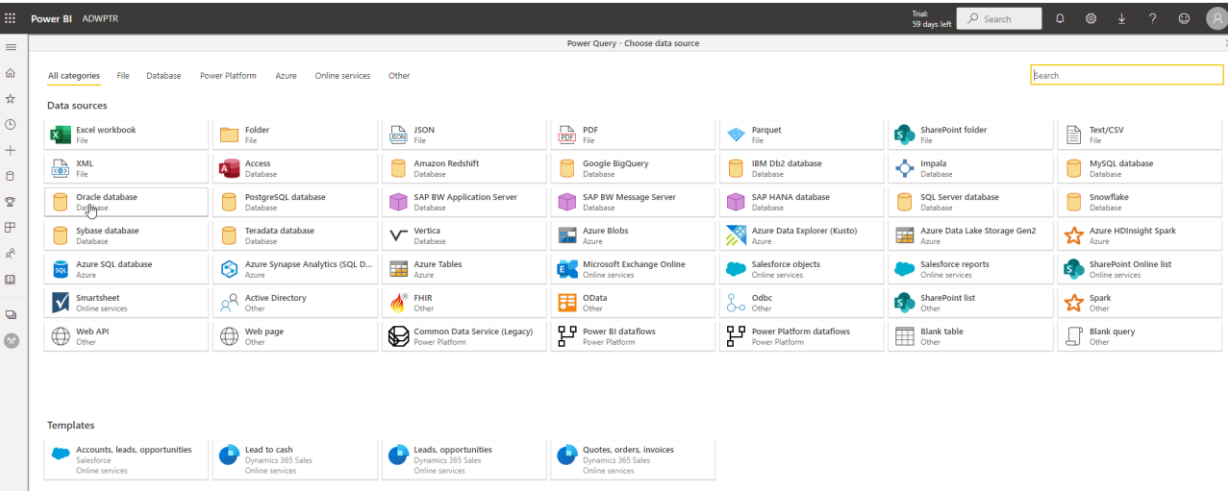 Power BI ADWPTR
Trial:
59 days left
Search
Power Query - Choose data source
All categories File Database Power Platform Azure Online services Other
Search
Data sources
Excel workbook
File
Folder
File
JSON
File
PDF
File
Parquet
File
SharePoint folder
File
Text/CSV
File
XML
File
Access
Database
Amazon Redshift
Database
Google BigQuery
Database
IBM Db2 database
Database
Impala
Database
MySQL database
Database
Oracle database
Database
PostgreSQL database
Database
SAP BW Application Server
Database
SAP BW Message Server
Database
SAP HANA database
Database
SQL Server database
Database
Snowflake
Database
Sybase database
Database
Teradata database
Database
Vertica
Database
Azure Blobs
Azure
Azure Data Explorer (Kusto)
Azure
Azure Data Lake Storage Gen2
Azure
Azure HDInsight Spark
Azure
Azure SQL database
Azure
Azure Synapse Analytics (SQL D...
Azure
Azure Tables
Azure
Microsoft Exchange Online
Online services
Salesforce objects
Online services
Salesforce reports
Online services
SharePoint Online list
Online services
Smartsheet
Online services
Active Directory
Other
FHIR
Other
OData
Other
Odbc
Other
SharePoint list
Other
Spark
Other
Web API
Other
Web page
Other
Common Data Service (Legacy)
Power Platform
Power BI dataflows
Power Platform
Power Platform dataflows
Power Platform
Blank table
Other
Blank query
Other
Templates
Accounts, leads, opportunities
Salesforce
Online services
Lead to cash
Dynamics 365 Sales
Online services
Leads, opportunities
Dynamics 365 Sales
Online services
Quotes, orders, invoices
Dynamics 365 Sales
Online services